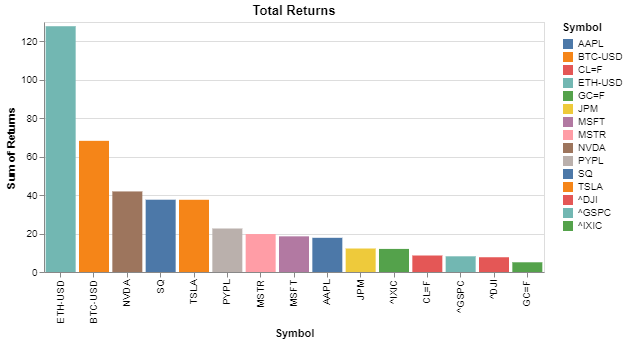 Total Returns
Sum of Returns
120
100
80
60
40
20
0
ETH-USD
BTC-USD
NVDA
SQ
TSLA
PYPL
MSTR
MSFT
AAPL
JPM
^IXIC
CL=F
^GSPC
^DJI
GC=F
Symbol
Symbol
AAPL
BTC-USD
CL=F
ETH-USD
GC=F
JPM
MSFT
MSTR
NVDA
PYPL
SQ
TSLA
^DJI
^GSPC
^IXIC